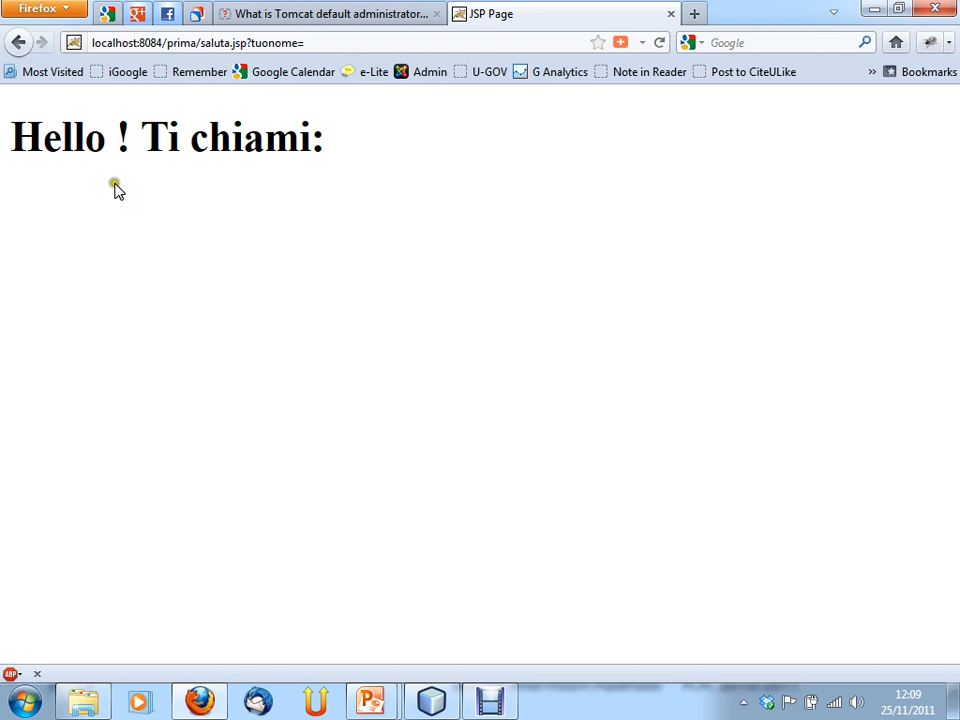 Firefox
What is Tomcat default administrator...
JSP Page
localhost:8084/prima/saluta.jsp?tuonome=
Google
Most Visited iGoogle Remember Google Calendar e-Lite Admin U-GOV G Analytics Note in Reader Post to CiteULike » Bookmarks
Hello ! Ti chiami:
ABP
12:09
25/11/2011